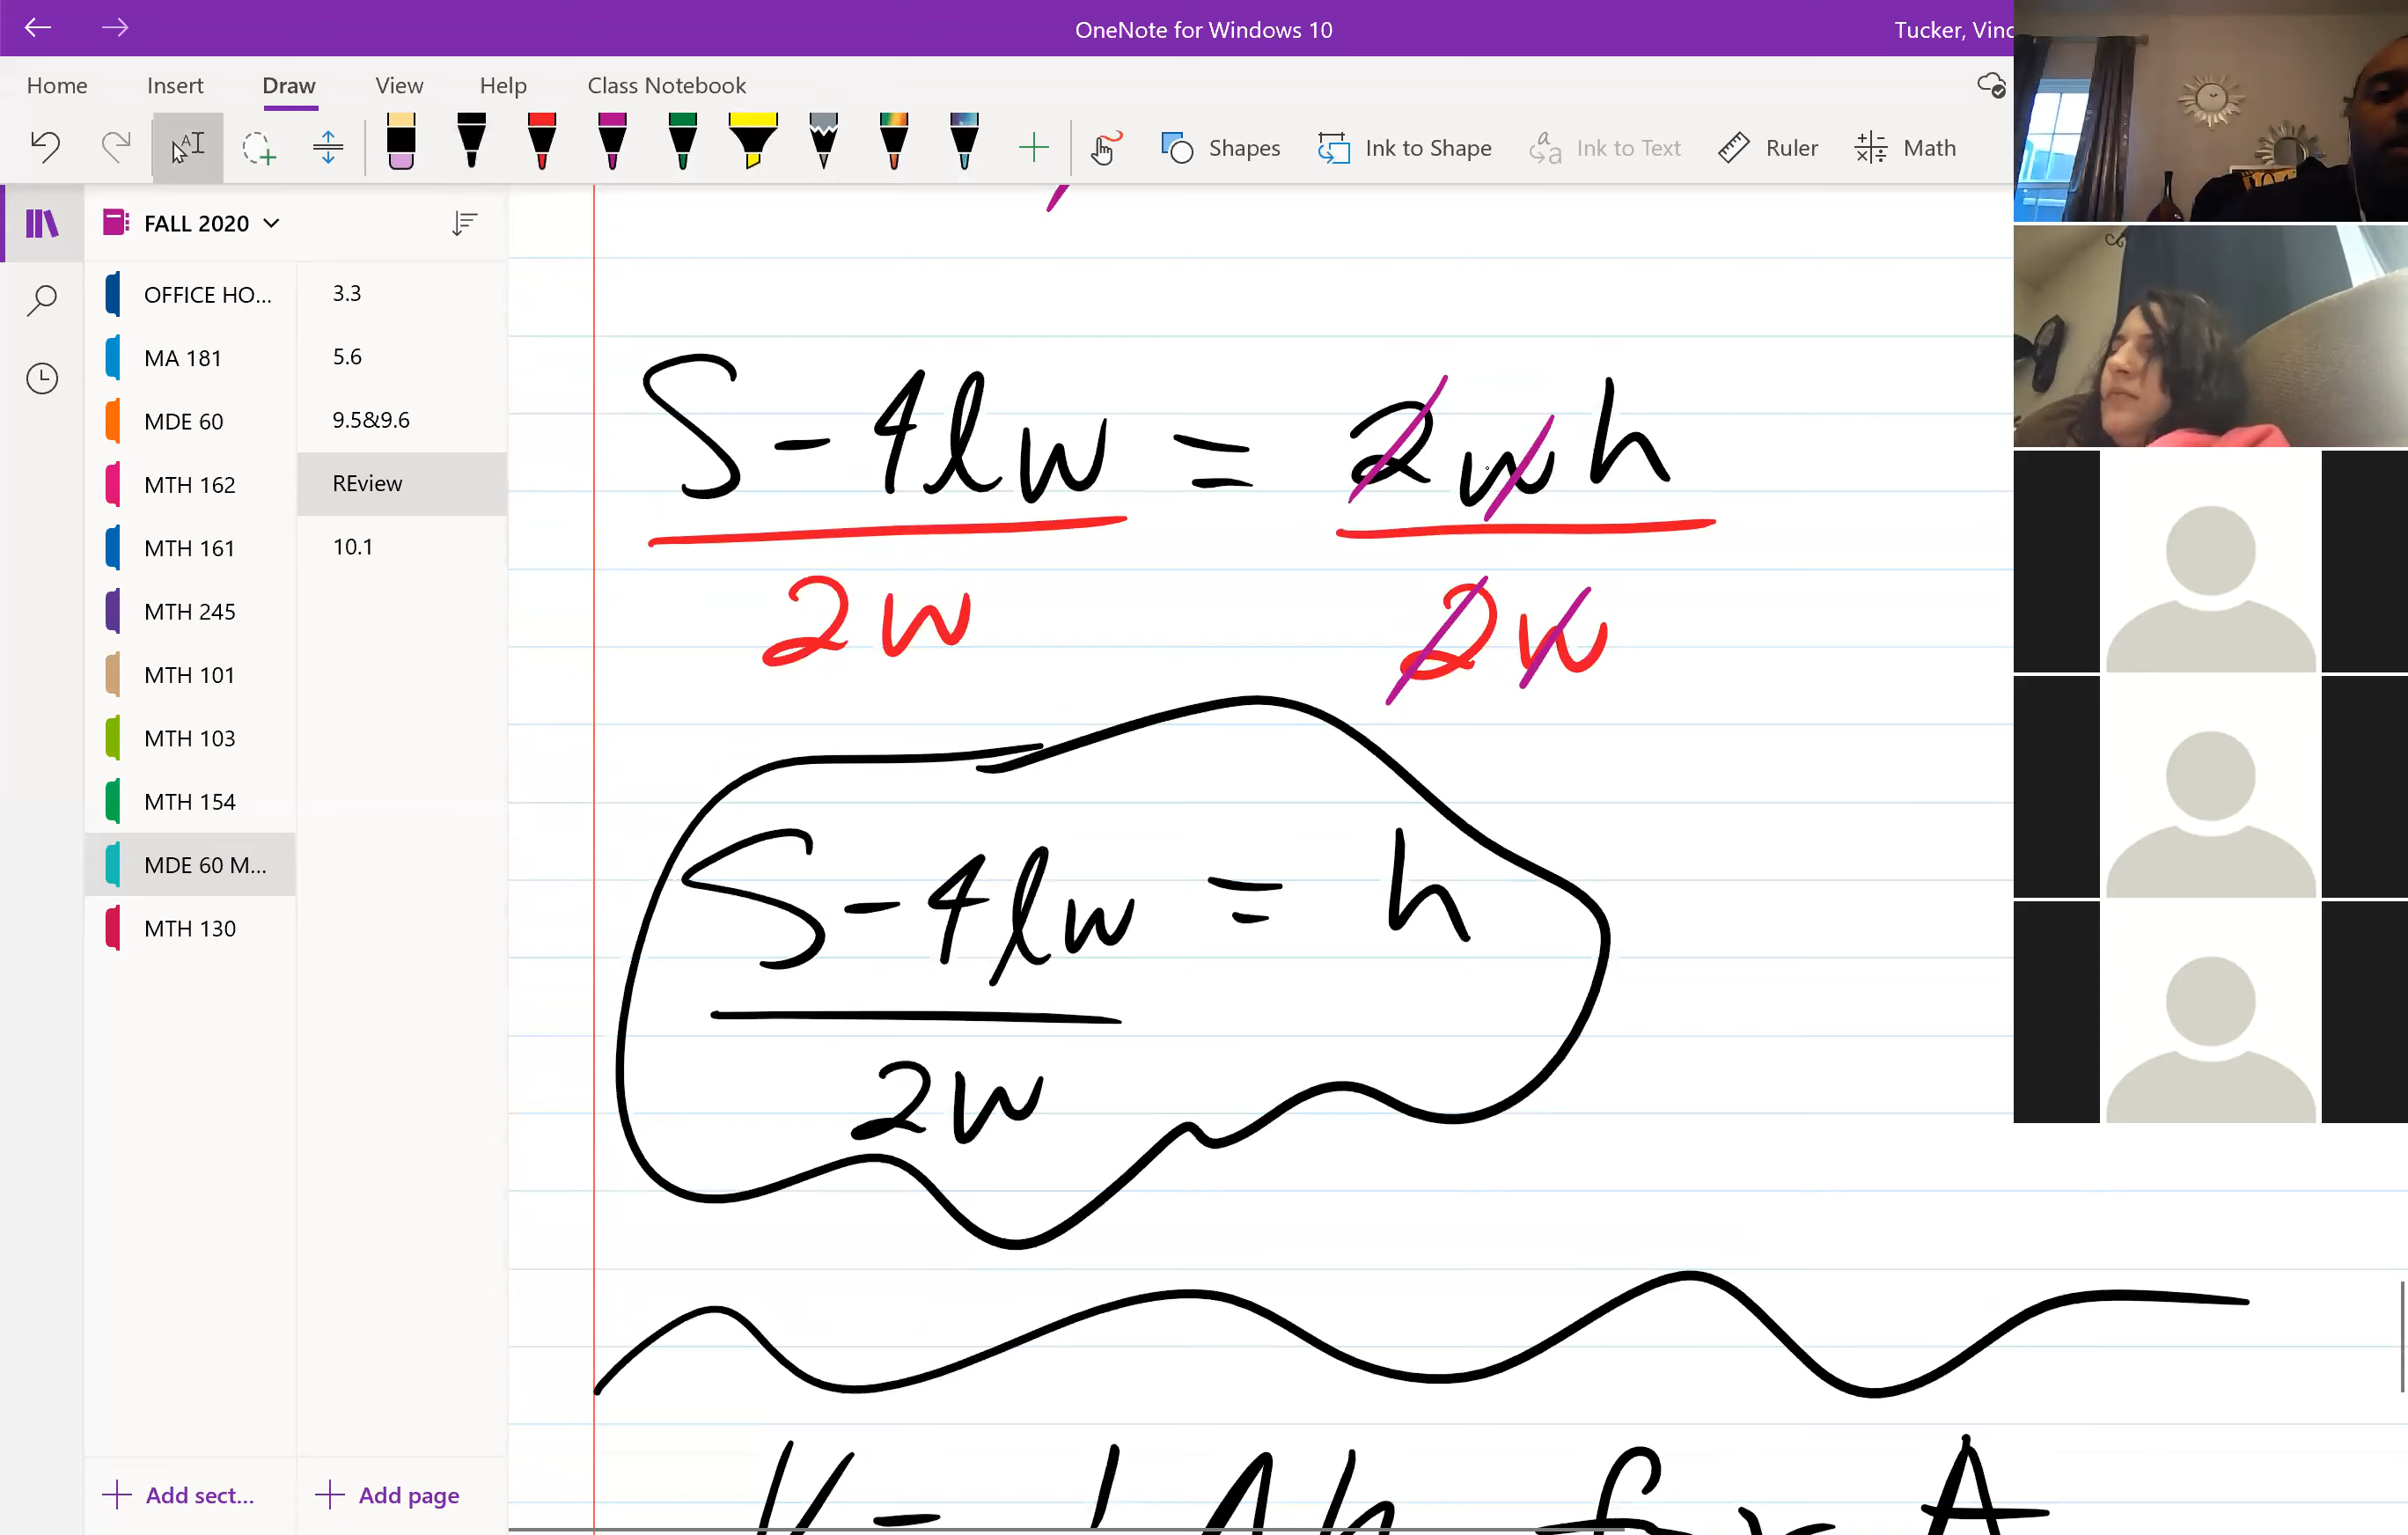 OneNote for Windows 10
Tucker, Vinc
Home Insert Draw View Help Class Notebook
Shapes Ink to Shape Ink to Text Ruler Math
FALL 2020
OFFICE HO... 3.3
MA 181 5.6
MDE 60 9.5&9.6
MTH 162 REview
MTH 161 10.1
MTH 245
MTH 101
MTH 103
MTH 154
MDE 60 M...
MTH 130
Add sect... Add page
S - 4lw = 2wh
2w 2w
S - 4lw = h
2w